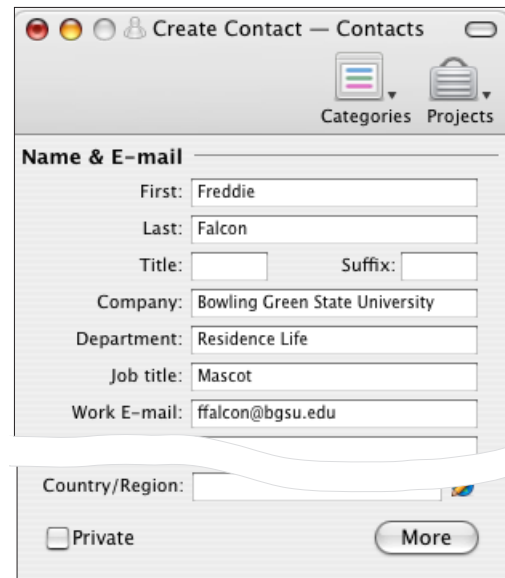 Create Contact — Contacts
Categories Projects
Name & E-mail
First: Freddie
Last: Falcon
Title: Suffix:
Company: Bowling Green State University
Department: Residence Life
Job title: Mascot
Work E-mail: ffalcon@bgsu.edu
Country/Region:
Private More